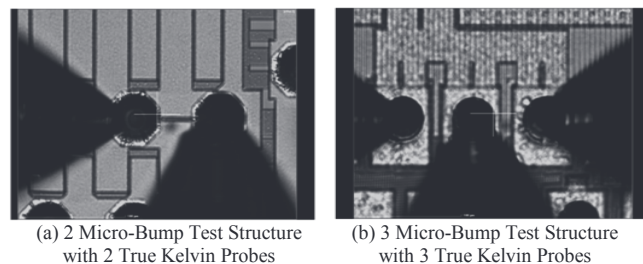 (a) 2 Micro-Bump Test Structure
with 2 True Kelvin Probes
(b) 3 Micro-Bump Test Structure
with 3 True Kelvin Probes